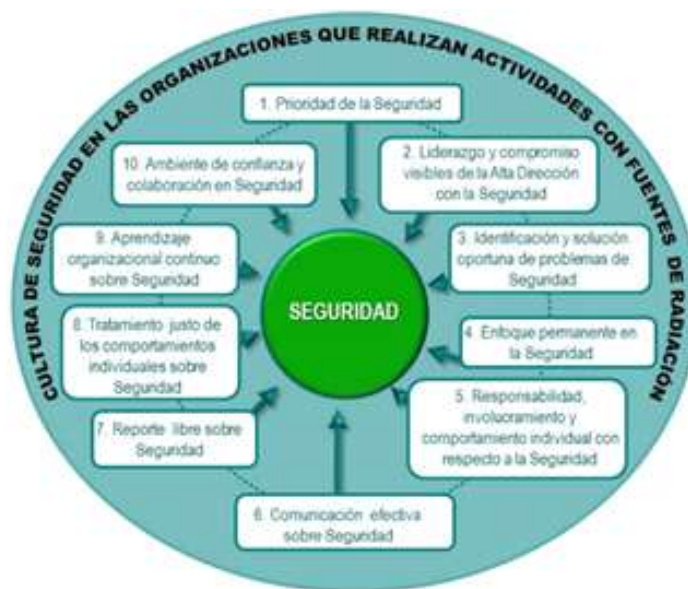 CULTURA DE SEGURIDAD EN LAS ORGANIZACIONES QUE REALIZAN ACTIVIDADES CON FUENTES DE RADIACIÓN
1. Prioridad de la Seguridad
2. Liderazgo y compromiso
visibles de la Alta Dirección
con la Seguridad
3. Identificación y solución
oportuna de problemas de
Seguridad
4 Enfoque permanente en
la Seguridad
5. Responsabilidad,
involucramiento y
comportamiento individual con
respecto a la Seguridad
6. Comunicación efectiva
sobre Seguridad
7. Reporte libre sobre
Seguridad
8. Tratamiento justo de
los comportamientos
individuales sobre
Seguridad
9. Aprendizaje
organizacional continuo
sobre Seguridad
10. Ambiente de confianza y
colaboración en Seguridad
SEGURIDAD